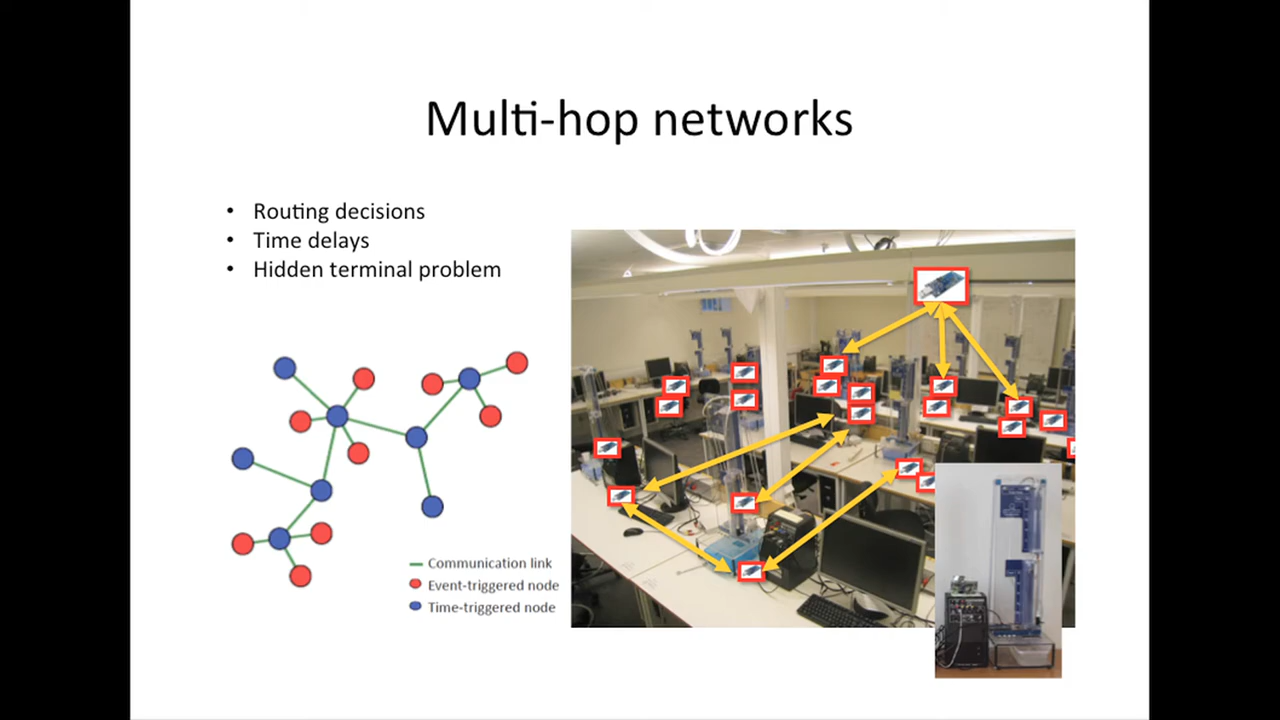 Multi-hop networks
• Routing decisions
• Time delays
• Hidden terminal problem
Communication link
Event-triggered node
Time-triggered node